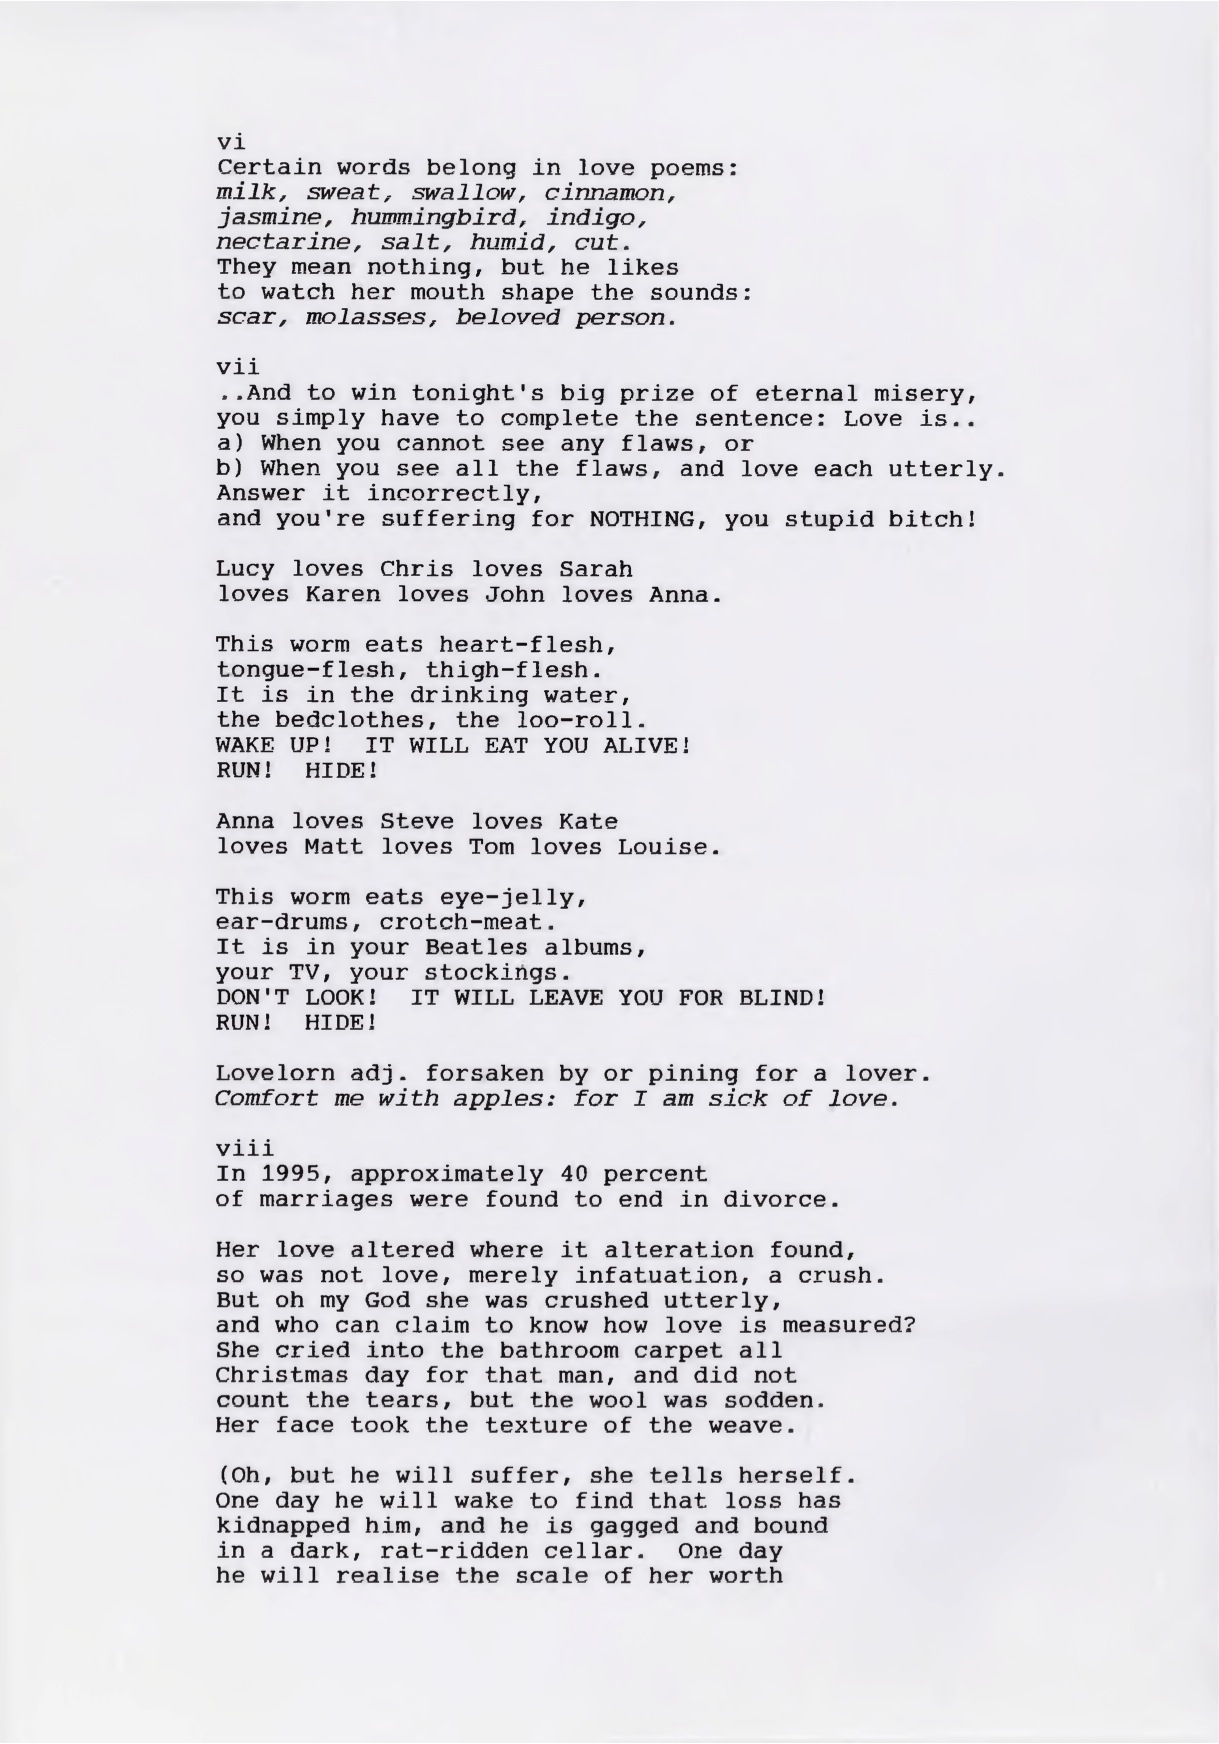 vi
Certain words belong in love poems:
milk, sweat, swallow, cinnamon,
jasmine, hummingbird, indigo,
nectarine, salt, humid, cut.
They mean nothing, but he likes
to watch her mouth shape the sounds:
scar, molasses, beloved person.
vii
..And to win tonight's big prize of eternal misery,
you simply have to complete the sentence: Love is..
a) When you cannot see any flaws, or
b) When you see all the flaws, and love each utterly.
Answer it incorrectly,
and you're suffering for NOTHING, you stupid bitch!
Lucy loves Chris loves Sarah
loves Karen loves John loves Anna.
This worm eats heart-flesh,
tongue-flesh, thigh-flesh.
It is in the drinking water,
the bedclothes, the loo-roll.
WAKE UP!  IT WILL EAT YOU ALIVE!
RUN!  HIDE!
Anna loves Steve loves Kate
loves Matt loves Tom loves Louise.
This worm eats eye-jelly,
ear-drums, crotch-meat.
It is in your Beatles albums,
your TV, your stockings.
DON'T LOOK!  IT WILL LEAVE YOU FOR BLIND!
RUN!  HIDE!
Lovelorn adj. forsaken by or pining for a lover.
Comfort me with apples: for I am sick of love.
viii
In 1995, approximately 40 percent
of marriages were found to end in divorce.
Her love altered where it alteration found,
so was not love, merely infatuation, a crush.
But oh my God she was crushed utterly,
and who can claim to know how love is measured?
She cried into the bathroom carpet all
Christmas day for that man, and did not
count the tears, but the wool was sodden.
Her face took the texture of the weave.
(Oh, but he will suffer, she tells herself.
One day he will wake to find that loss has
kidnapped him, and he is gagged and bound
in a dark, rat-ridden cellar.  One day
he will realise the scale of her worth